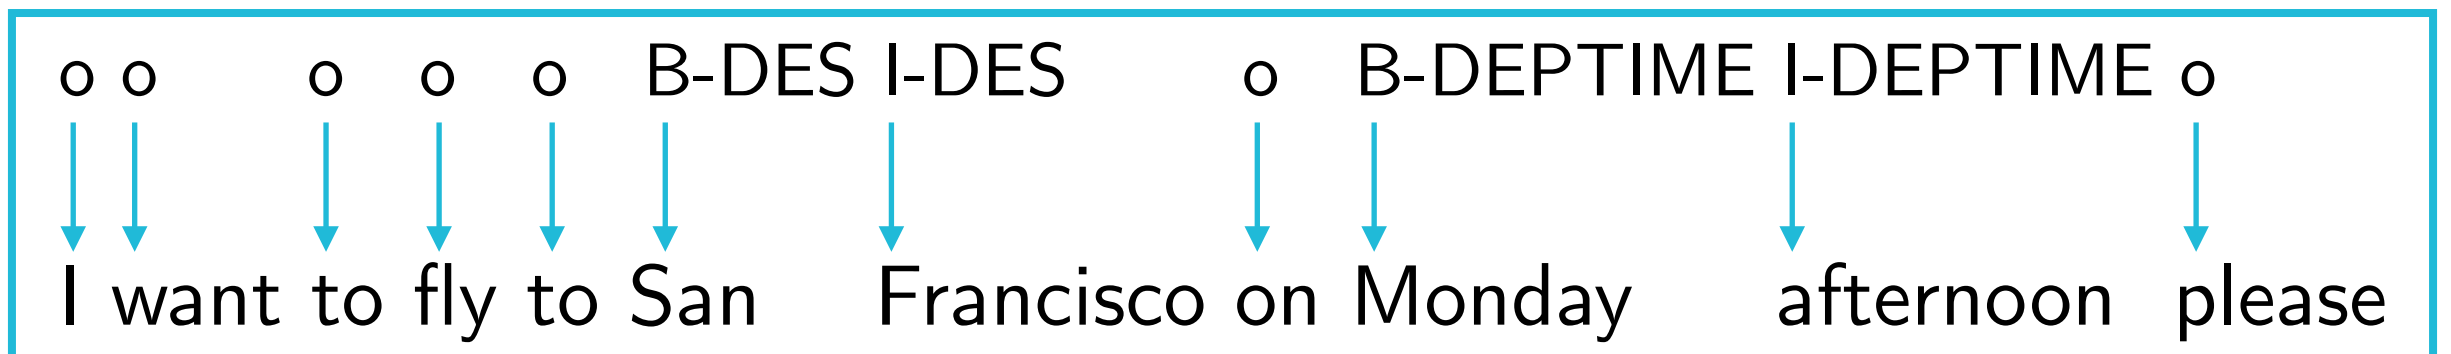 o o o o o B-DES I-DES o B-DEPTIME I-DEPTIME o
I want to fly to San Francisco on Monday afternoon please